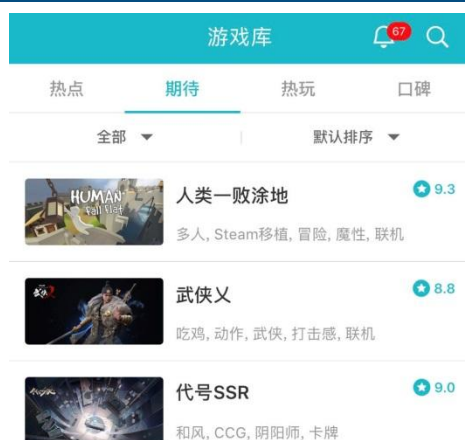 游戏库
67
热点 期待 热玩 口碑
全部 默认排序
HUMAN
fall flat
人类一败涂地
9.3
多人, Steam移植, 冒险, 魔性, 联机
武侠乂
8.8
吃鸡, 动作, 武侠, 打击感, 联机
代号SSR
9.0
和风, CCG, 阴阳师, 卡牌